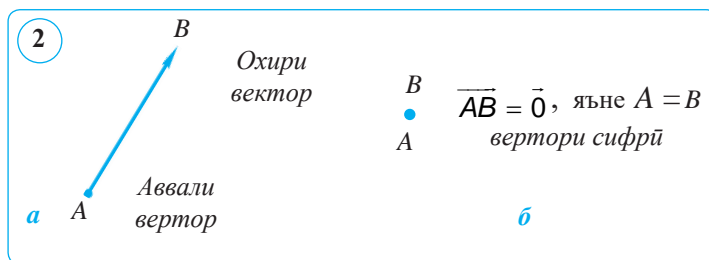 2
B
Охири
вектор
A
Аввали
вертор
а
B
A
AB = 0, яъне A = B
вертори сифрӣ
б